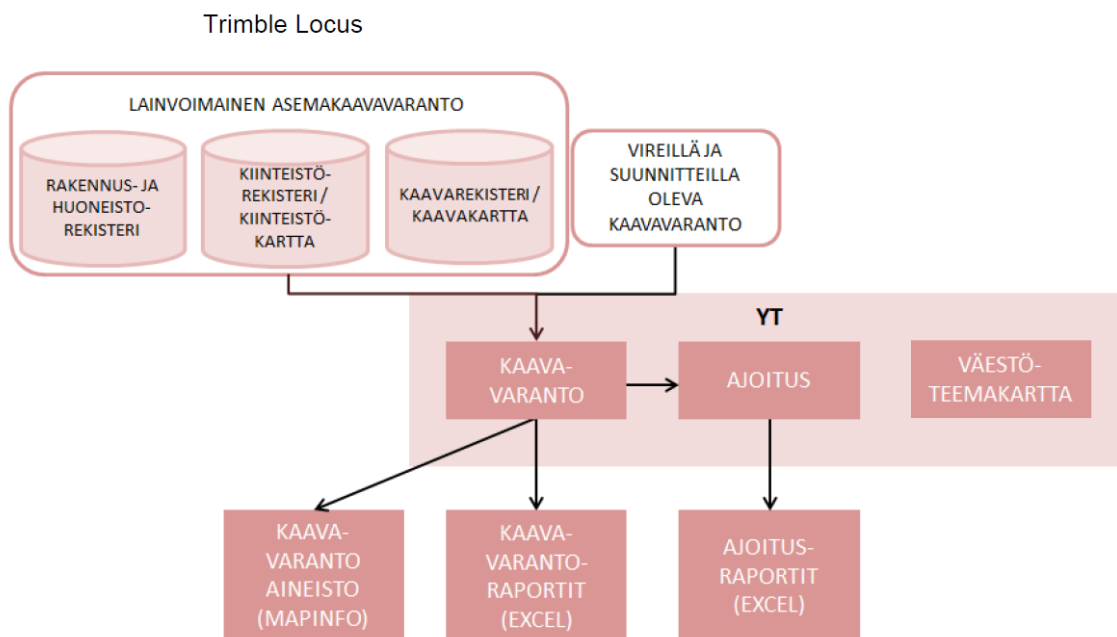 Trimble Locus
LAINVOIMAINEN ASEMAKAAVAVARANTO
RAKENNUS- JA
HUONEISTO-
REKISTERI
KIINTEISTÖ-
REKISTERI /
KIINTEISTÖ-
KARTTA
KAAVAREKISTERI /
KAAVAKARTTA
VIREILLÄ JA
SUUNNITTEILLA
OLEVA
KAAVAVARANTO
YT
KAAVA-
VARANTO
AJOITUS
VÄESTÖ-
TEEMAKARTTA
KAAVA-
VARANTO
AINEISTO
(MAPINFO)
KAAVA-
VARANTO-
RAPORTIT
(EXCEL)
AJOITUS-
RAPORTIT
(EXCEL)